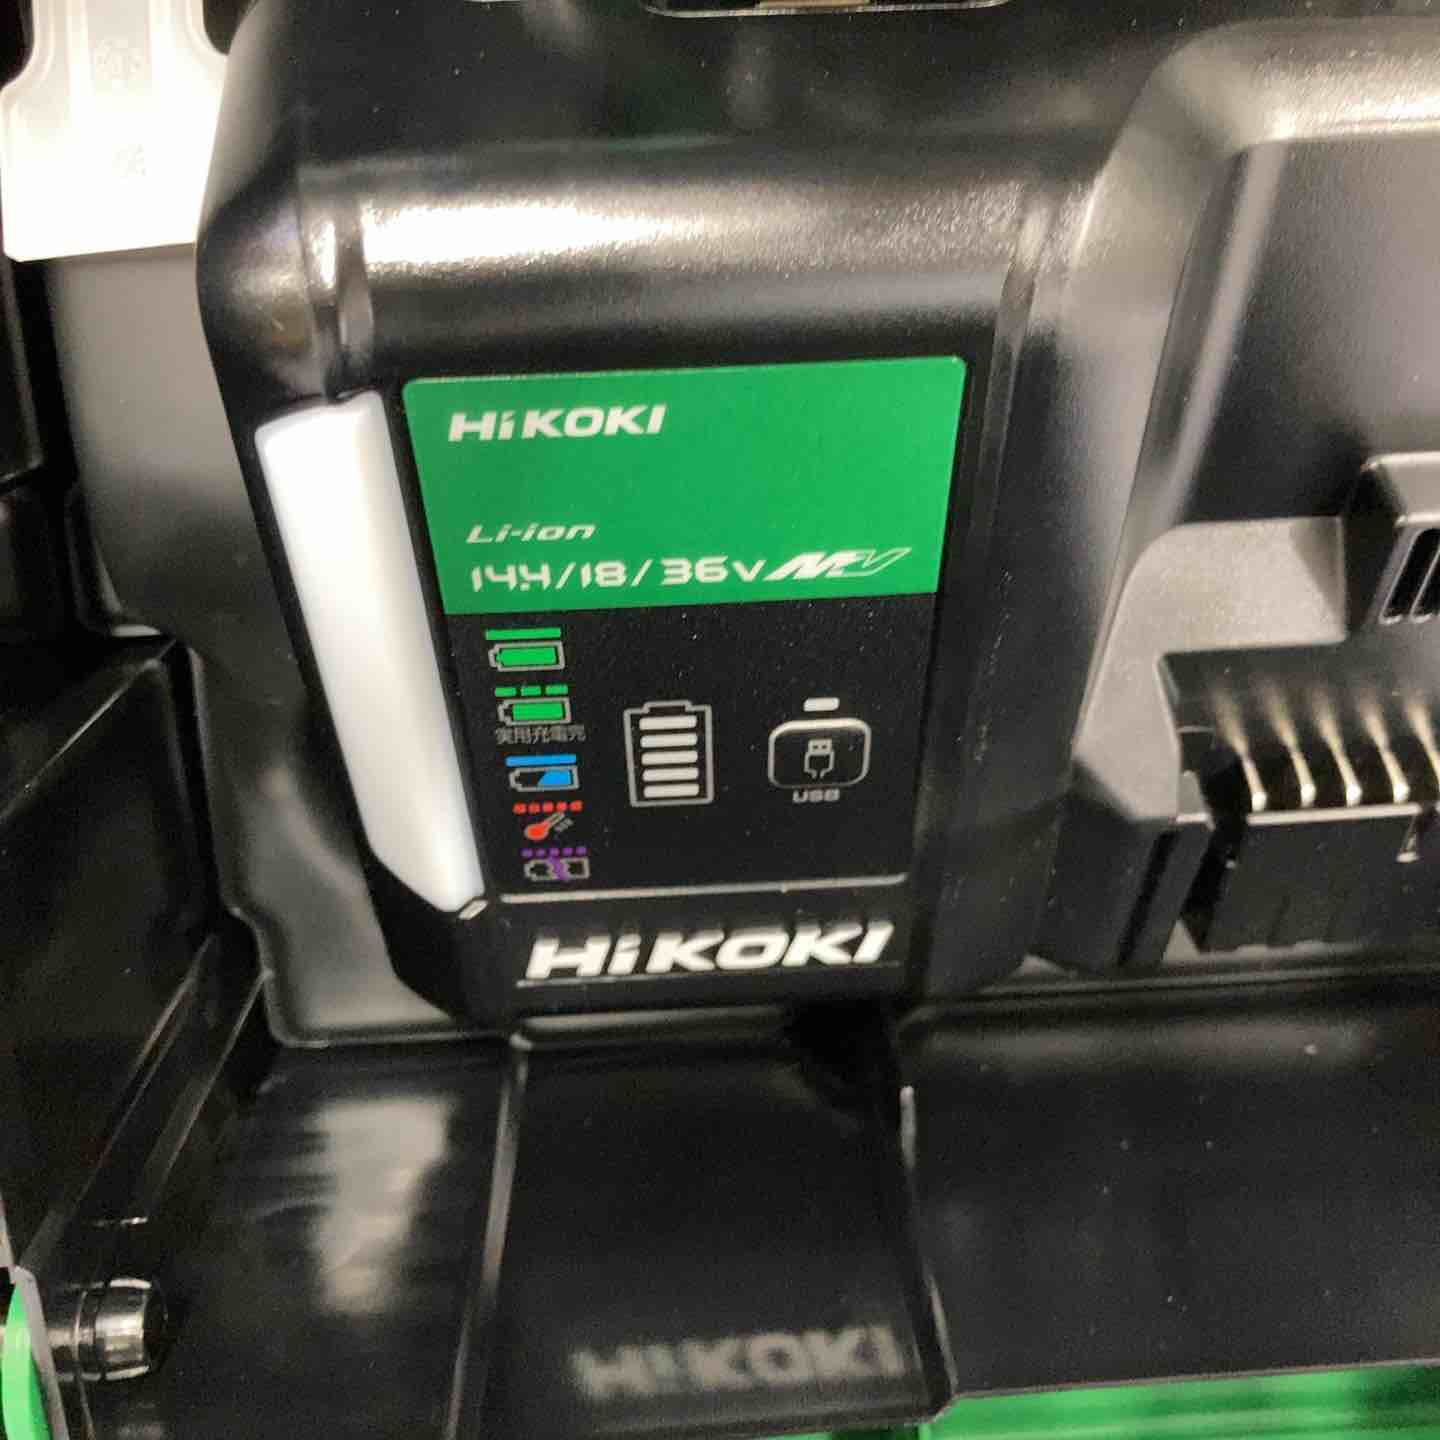 HiKOKI
Li-ion
14.4/18/36V MV
実用充電完
USB
HiKOKI
HiKOKI